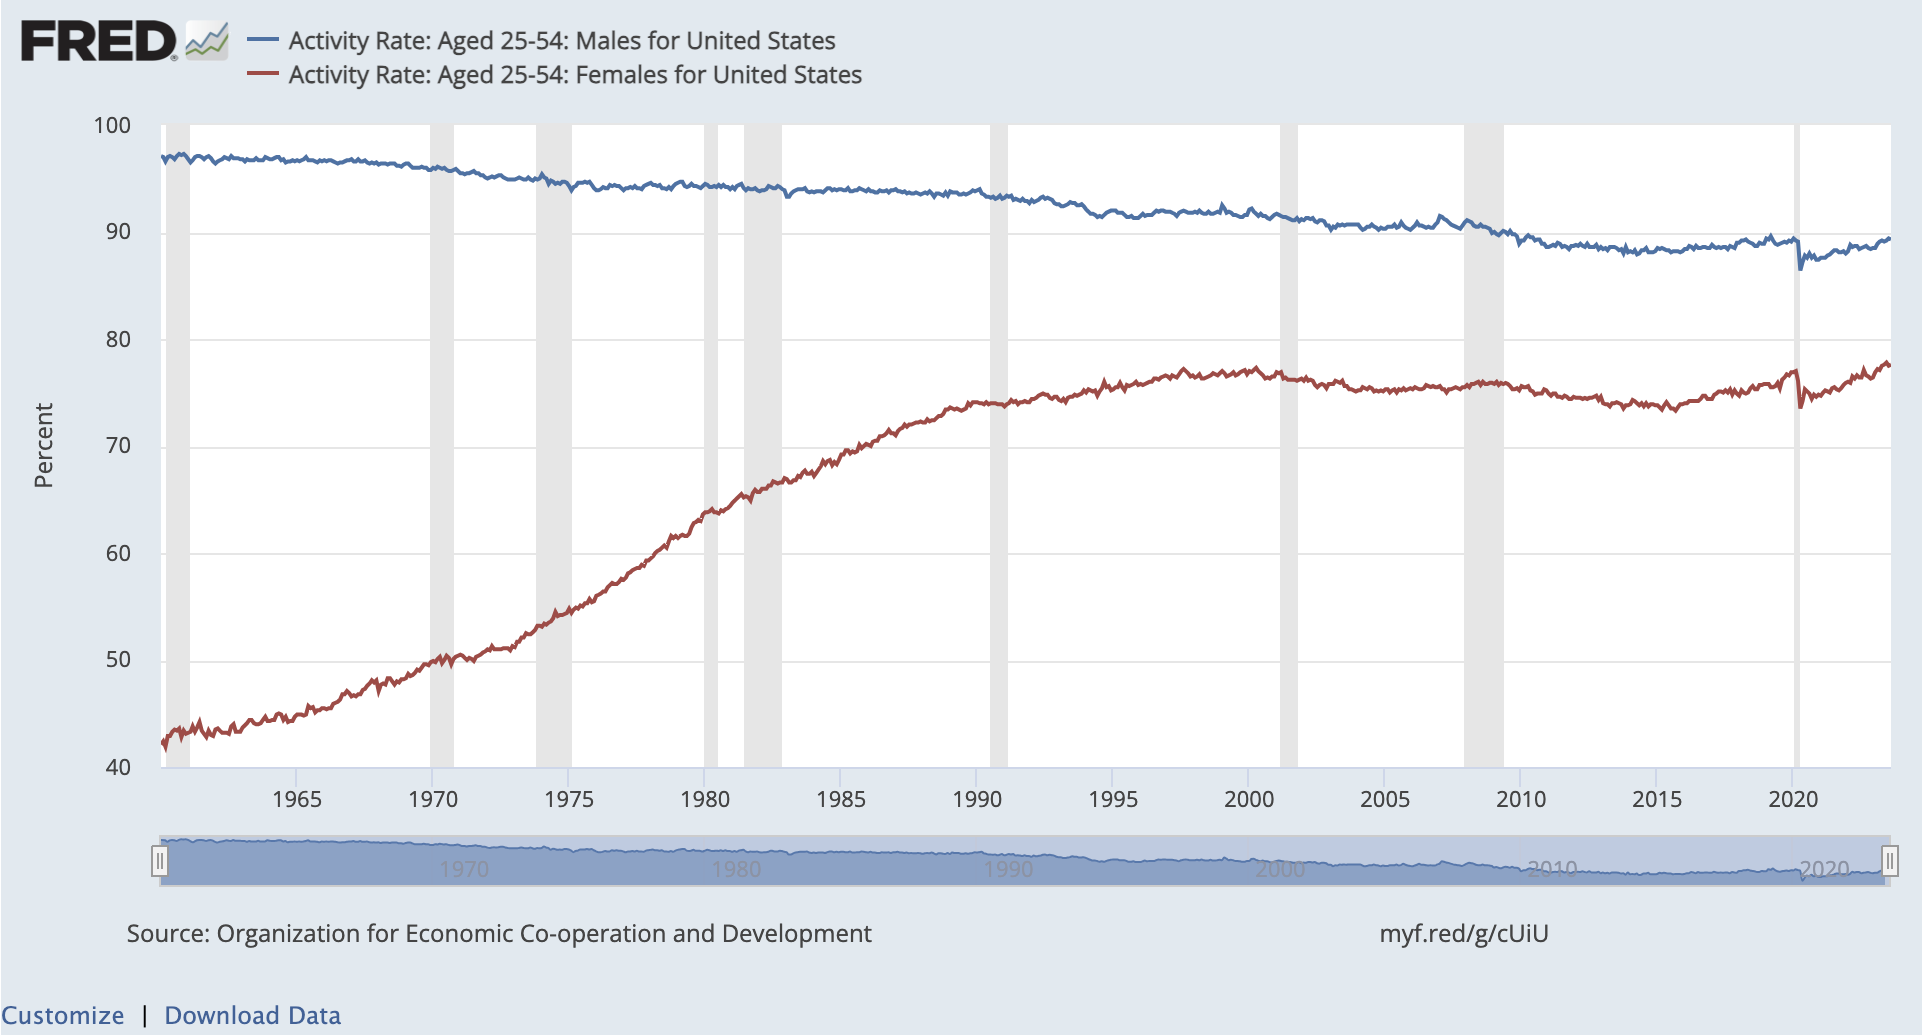 FRED®
Activity Rate: Aged 25-54: Males for United States
Activity Rate: Aged 25-54: Females for United States
100
90
80
70
60
50
40
Percent
1965 1970 1975 1980 1985 1990 1995 2000 2005 2010 2015 2020
1970 1980 1990 2000 2010 2020
Source: Organization for Economic Co-operation and Development myf.red/g/cUiU
Customize | Download Data